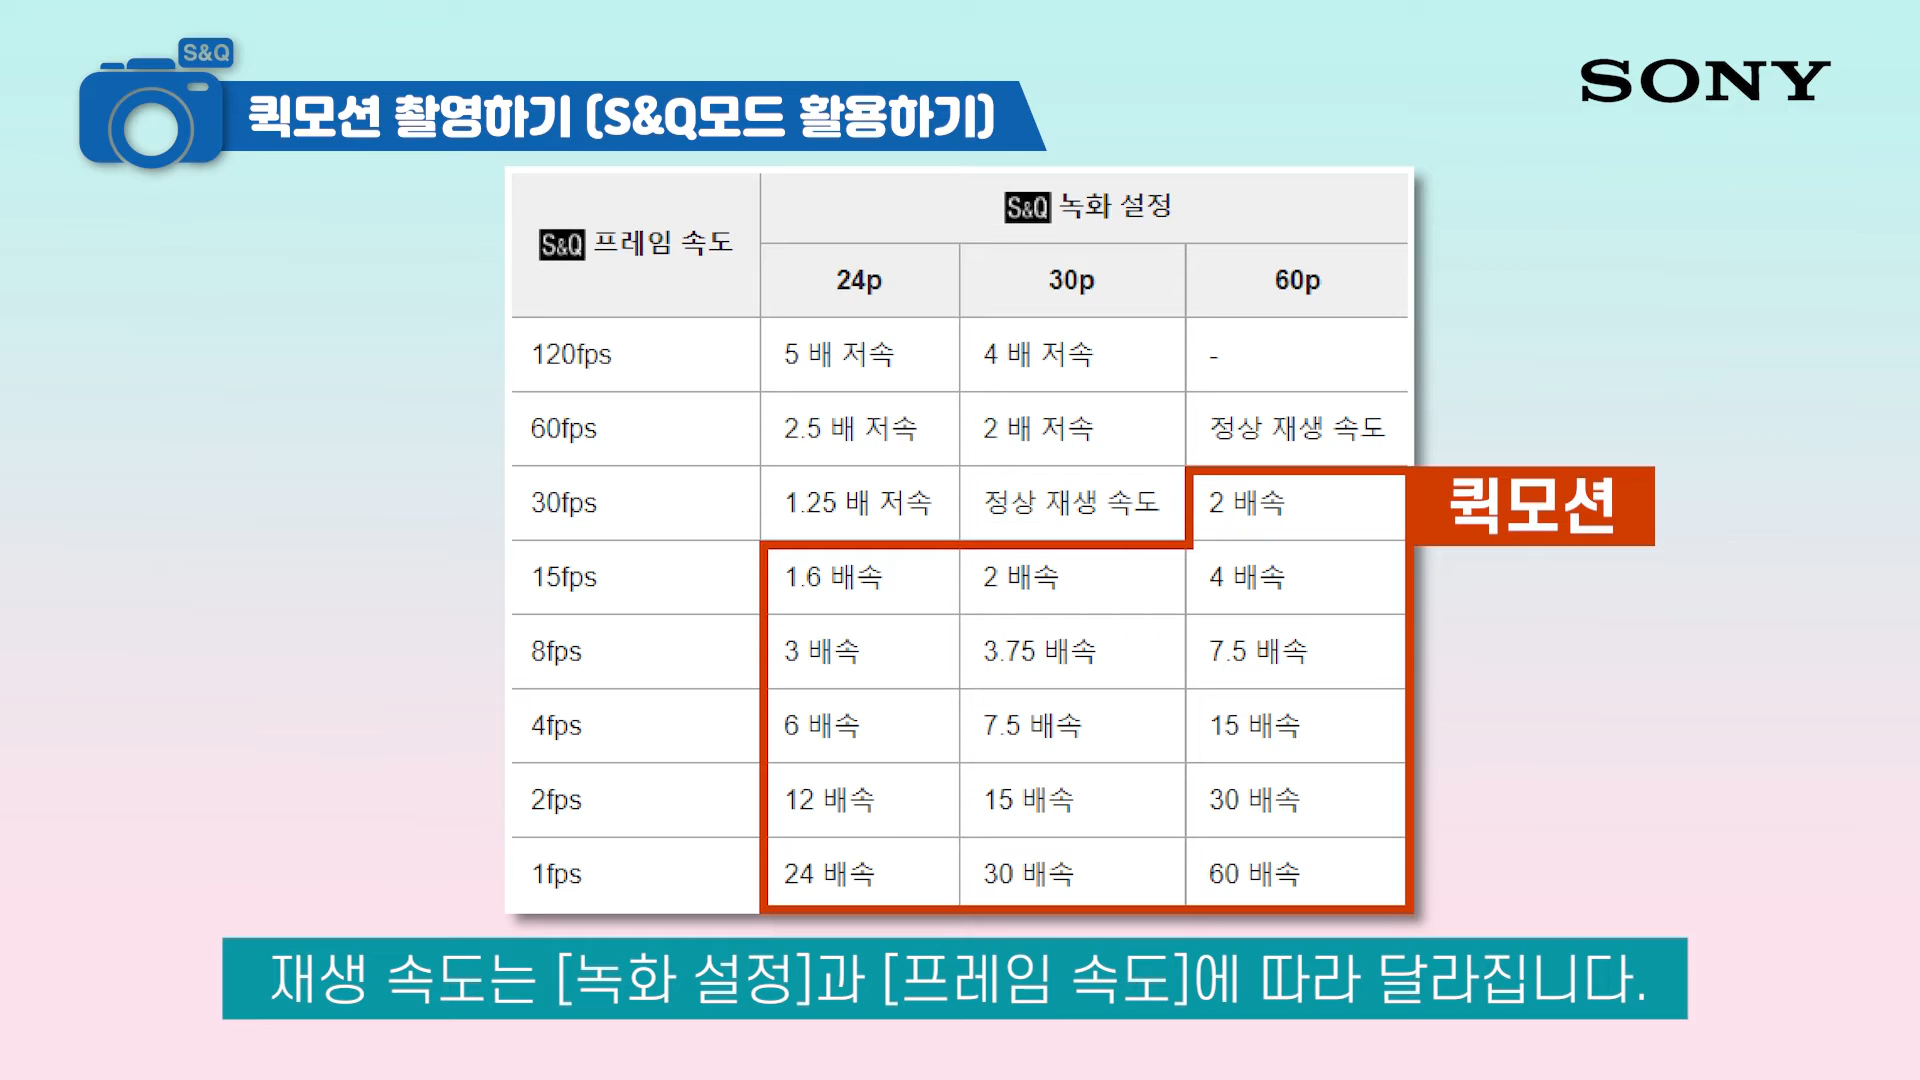 S&Q
SONY
퀵모션 촬영하기 (S&Q모드 활용하기)
S&Q 프레임 속도
S&Q 녹화 설정
24p 30p 60p
120fps 5 배 저속 4 배 저속 -
60fps 2.5 배 저속 2 배 저속 정상 재생 속도
30fps 1.25 배 저속 정상 재생 속도 2 배속 퀵모션
15fps 1.6 배속 2 배속 4 배속
8fps 3 배속 3.75 배속 7.5 배속
4fps 6 배속 7.5 배속 15 배속
2fps 12 배속 15 배속 30 배속
1fps 24 배속 30 배속 60 배속
재생 속도는 [녹화 설정]과 [프레임 속도]에 따라 달라집니다.